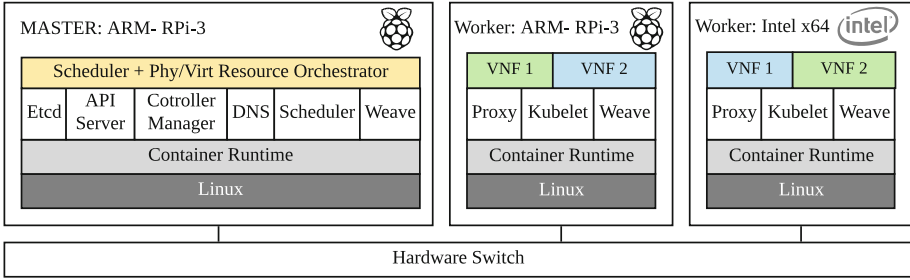 MASTER: ARM- RPi-3
Scheduler + Phy/Virt Resource Orchestrator
Etcd
API
Server
Cotroller
Manager
DNS
Scheduler
Weave
Container Runtime
Linux
Worker: ARM- RPi-3
VNF 1
VNF 2
Proxy
Kubelet
Weave
Container Runtime
Linux
Worker: Intel x64
intel
VNF 1
VNF 2
Proxy
Kubelet
Weave
Container Runtime
Linux
Hardware Switch